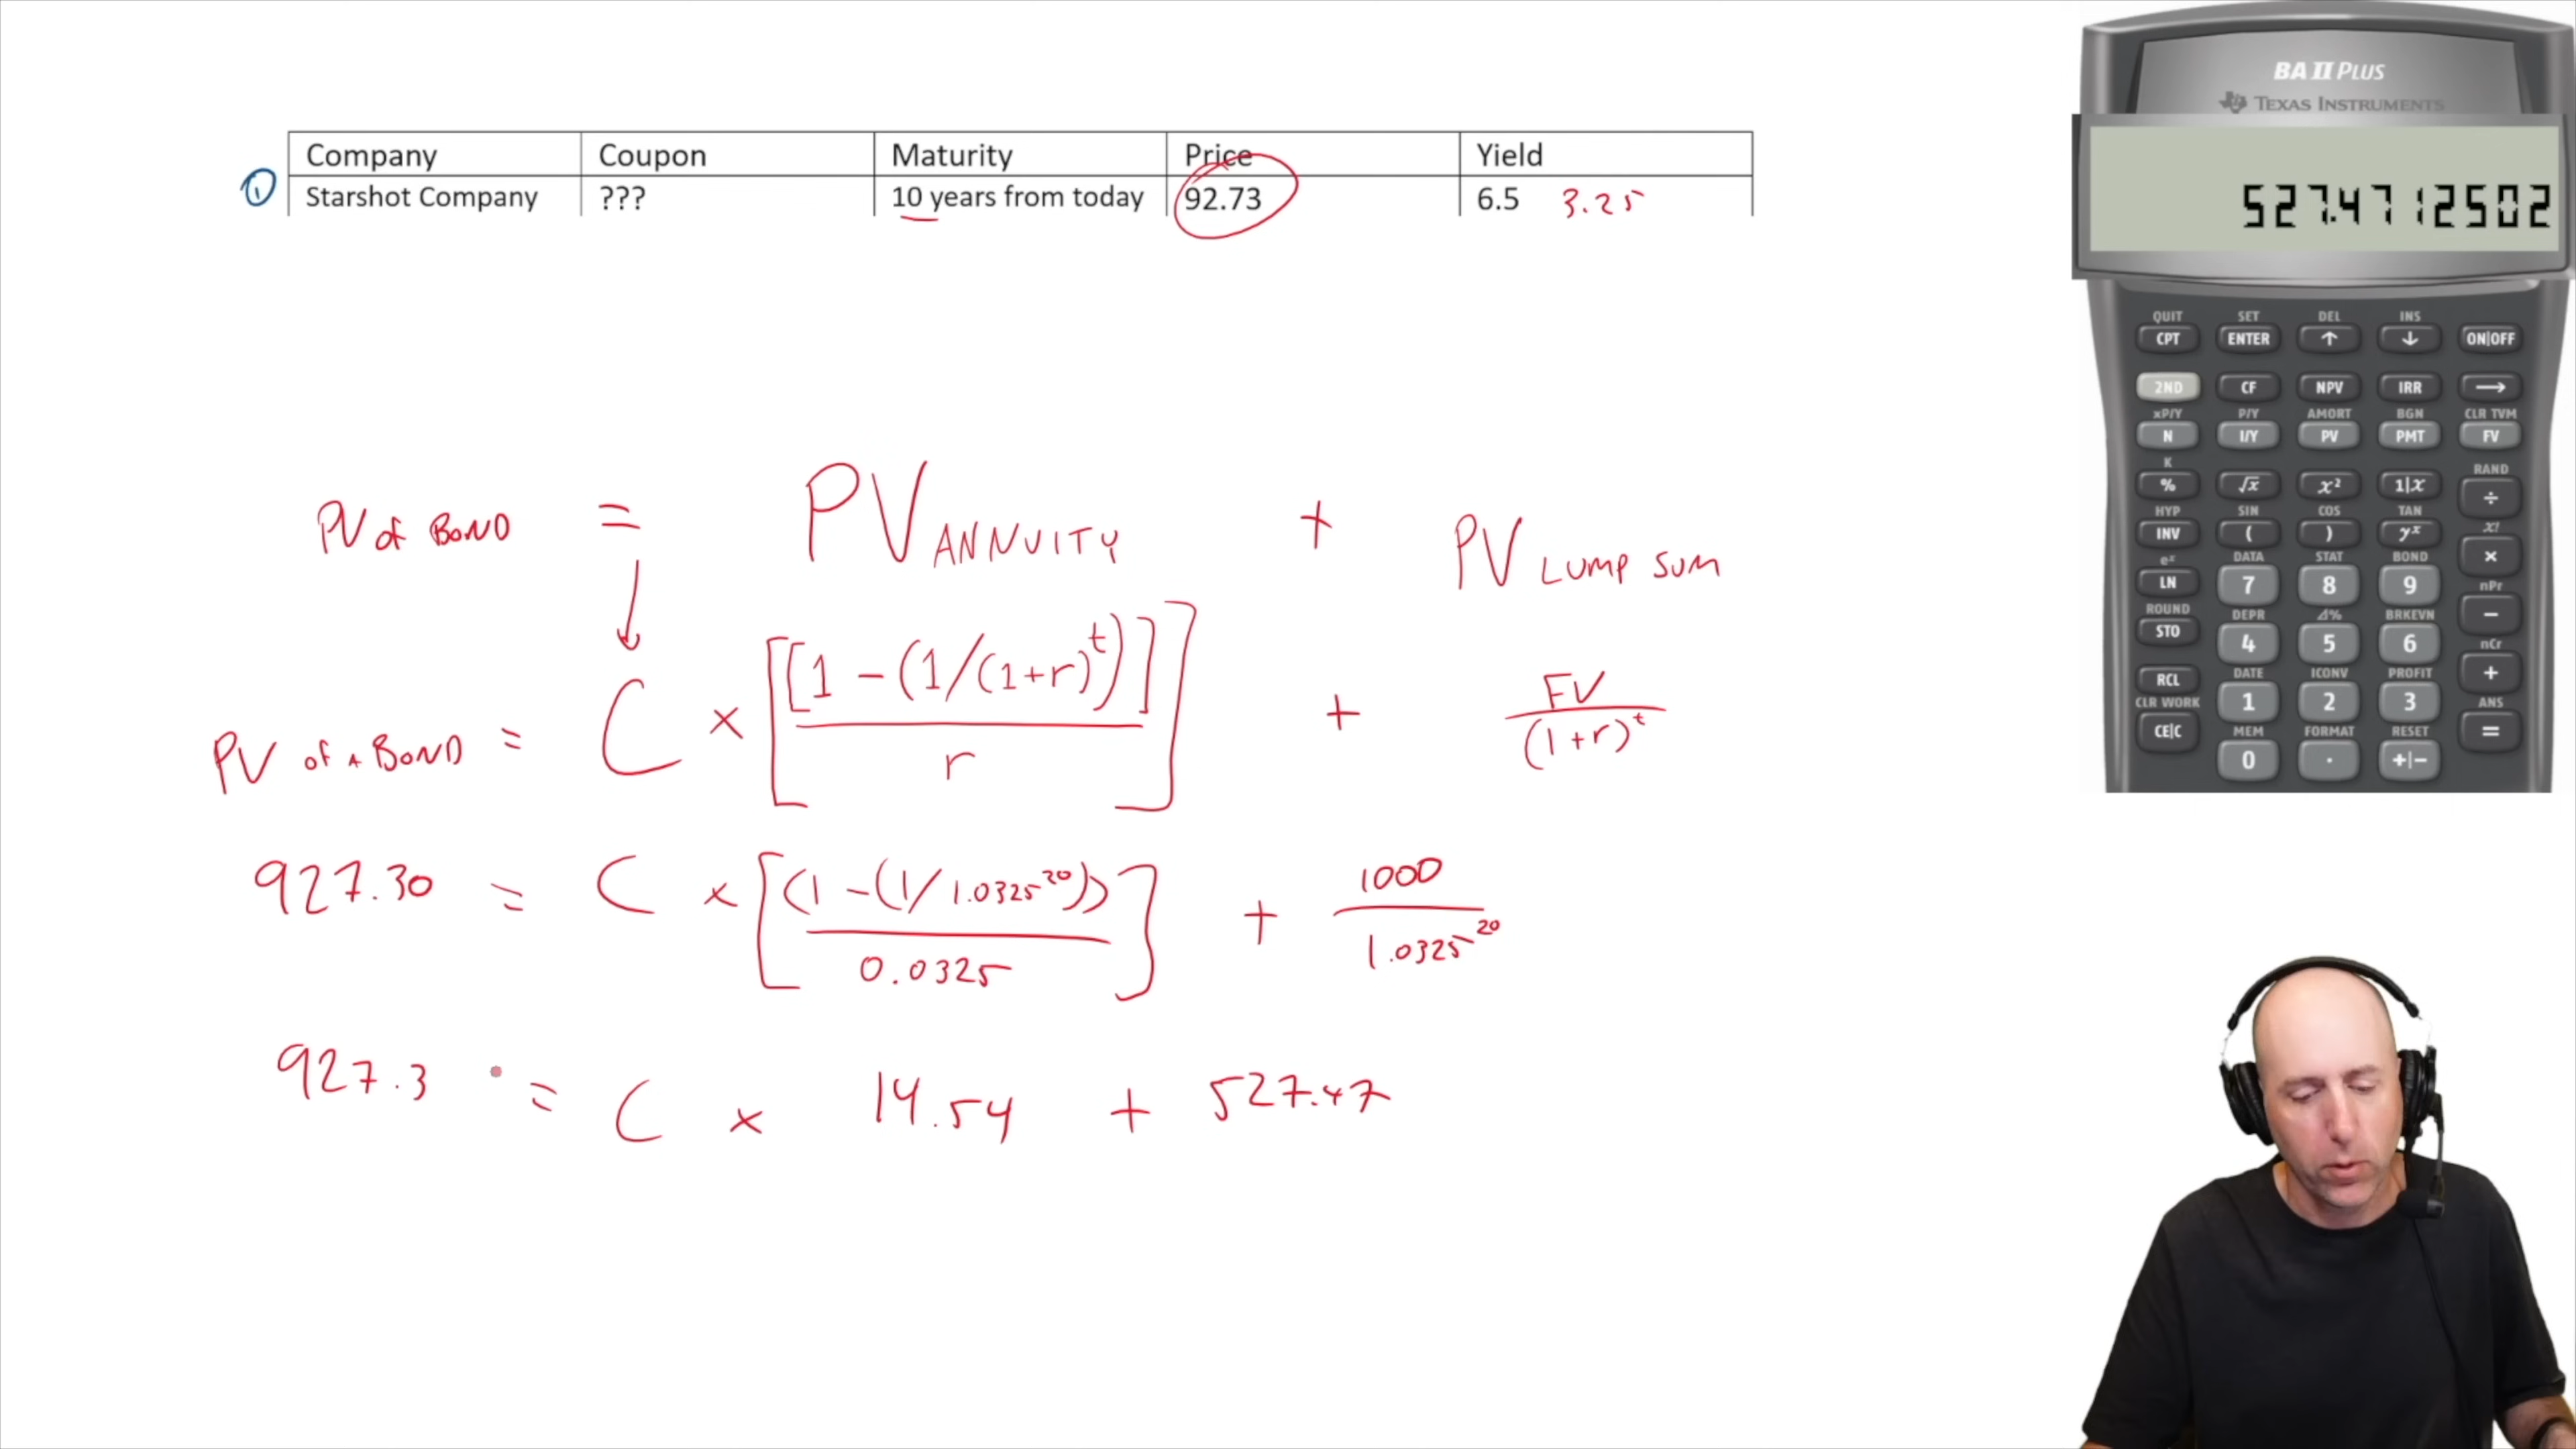 Company Coupon Maturity Price Yield
1 Starshot Company ??? 10 years from today 92.73 6.5 3.25
PV of BOND = PV ANNUITY + PV LUMP SUM
PV of A BOND = C × [[1 - (1/(1+r)^t)]] / r + FV / (1+r)^t
927.30 = C × [(1-(1/1.0325^20)) / 0.0325] + 1000 / 1.0325^20
927.3 = C × 14.54 + 527.47
BA II PLUS
TEXAS INSTRUMENTS
527.4712502
QUIT SET DEL INS
CPT ENTER ↑ ↓ ON|OFF
2ND CF NPV IRR →
xP/Y P/Y AMORT BGN CLR TVM
N I/Y PV PMT FV
K RAND
% √x x² 1|x ÷
HYP SIN COS TAN x!
INV ( ) yˣ ×
eˣ DATA STAT BOND nPr
LN 7 8 9 −
ROUND DEPR Δ% BRKEVN nCr
STO 4 5 6 +
DATE ICONV PROFIT ANS
RCL 1 2 3 =
CLR WORK MEM FORMAT RESET
CE|C 0 . +|−